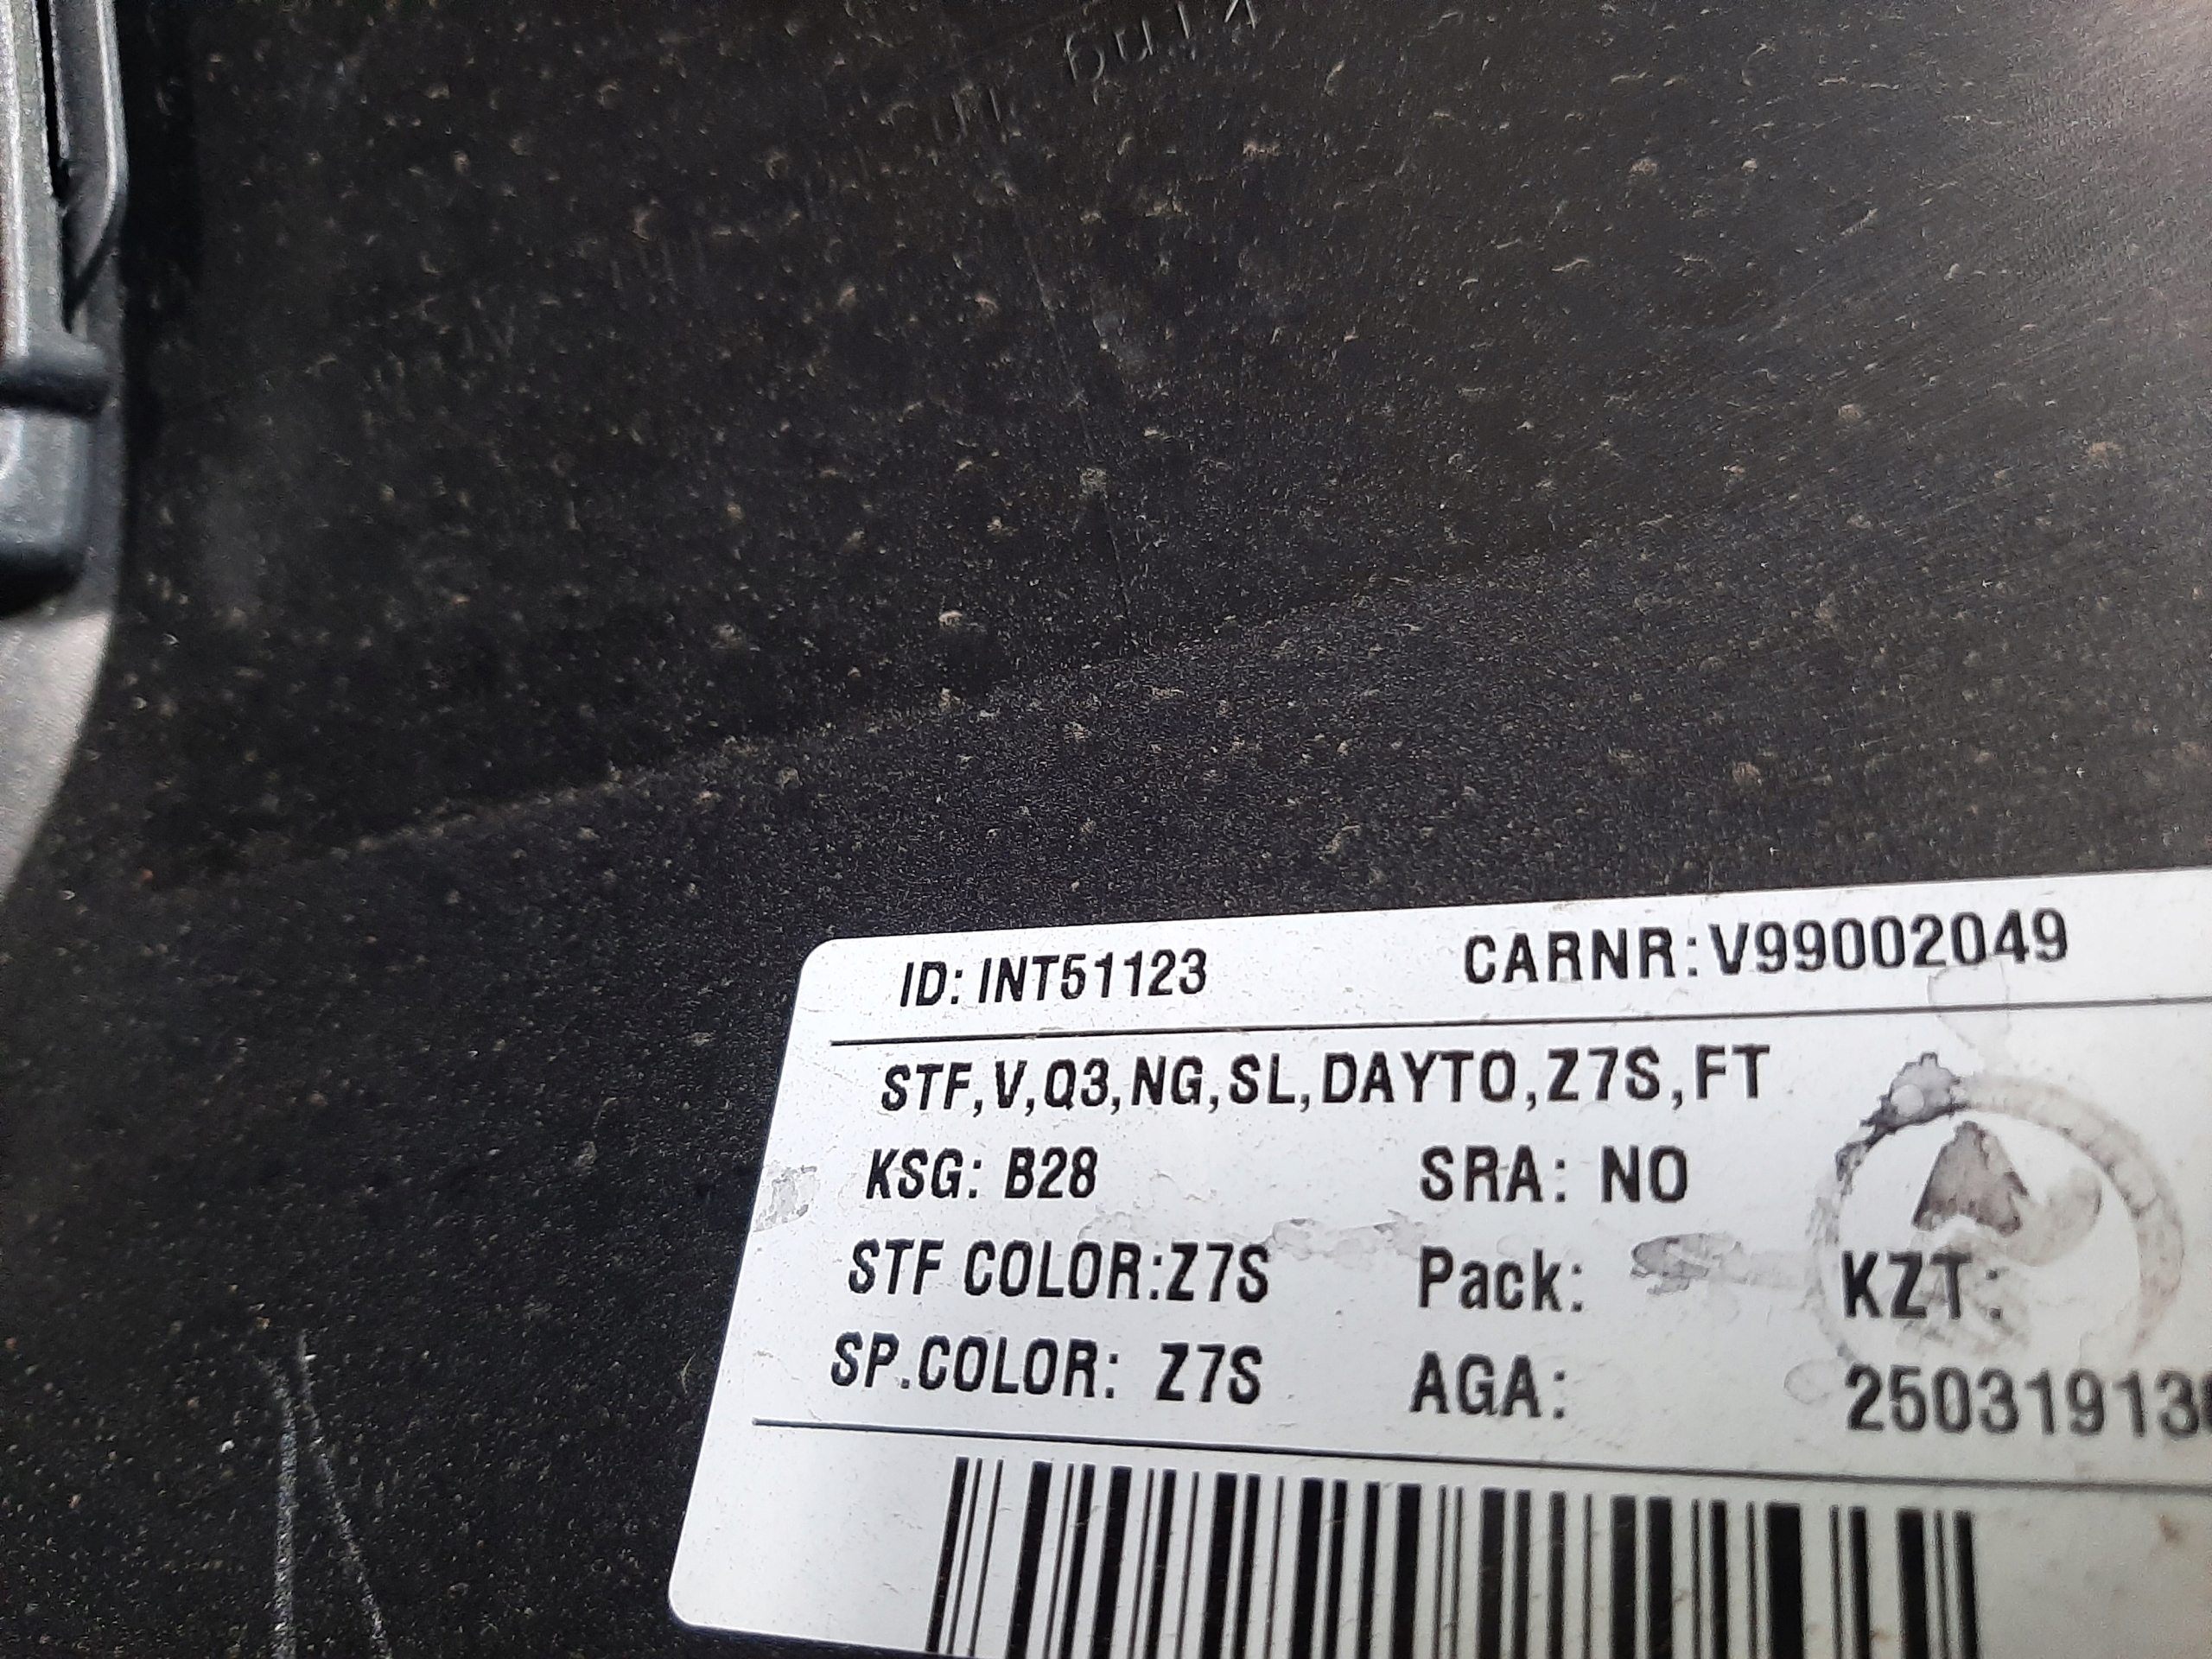 ID: INT51123 CARNR:V99002049
STF,V,Q3,NG,SL,DAYTO,Z7S,FT
KSG: B28 SRA: NO
STF COLOR:Z7S Pack: KZT:
SP.COLOR: Z7S AGA: